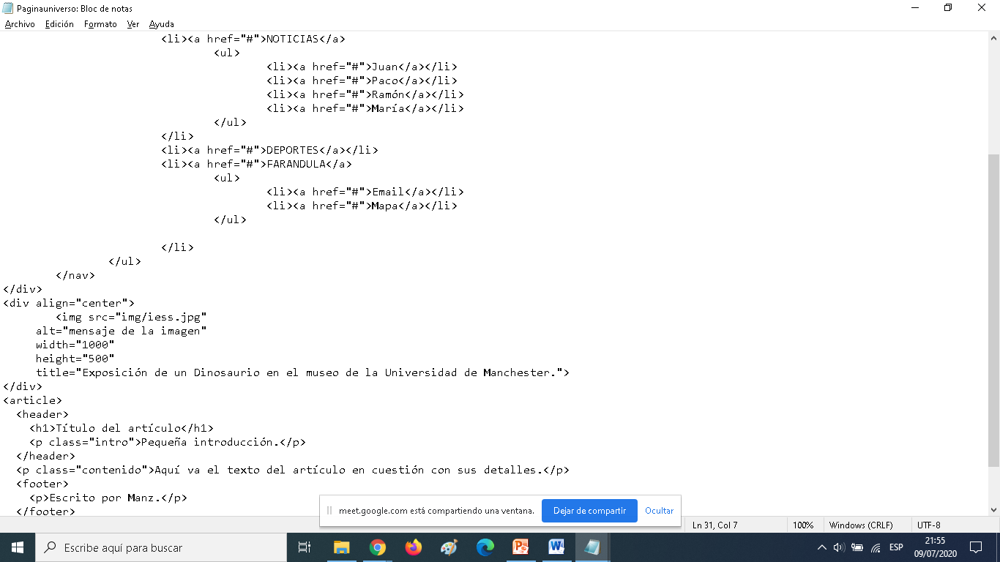 Paginauniverso: Bloc de notas
Archivo Edición Formato Ver Ayuda
<li><a href="#">NOTICIAS</a>
<ul>
<li><a href="#">Juan</a></li>
<li><a href="#">Paco</a></li>
<li><a href="#">Ramón</a></li>
<li><a href="#">María</a></li>
</ul>
</li>
<li><a href="#">DEPORTES</a></li>
<li><a href="#">FARANDULA</a>
<ul>
<li><a href="#">Email</a></li>
<li><a href="#">Mapa</a></li>
</ul>
</li>
</ul>
</nav>
</div>
<div align="center">
<img src="img/iess.jpg"
alt="mensaje de la imagen"
width="1000"
height="500"
title="Exposición de un Dinosaurio en el museo de la Universidad de Manchester.">
</div>
<article>
<header>
<h1>Título del artículo</h1>
<p class="intro">Pequeña introducción.</p>
</header>
<p class="contenido">Aquí va el texto del artículo en cuestión con sus detalles.</p>
<footer>
<p>Escrito por Manz.</p>
</footer>
meet.google.com está compartiendo una ventana. Dejar de compartir Ocultar
Ln 31, Col 7 100% Windows (CRLF) UTF-8
Escribe aquí para buscar
ESP
21:55
09/07/2020